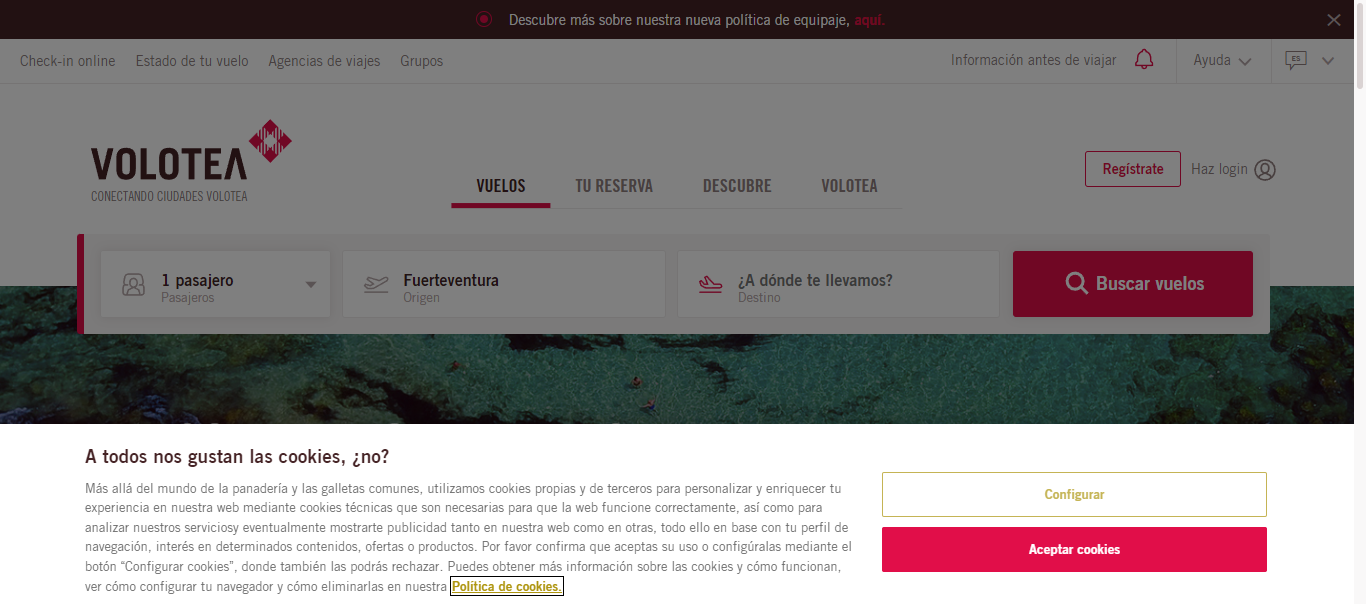 Descubre más sobre nuestra nueva política de equipaje, aquí.
Check-in online Estado de tu vuelo Agencias de viajes Grupos
Información antes de viajar Ayuda ES
VOLOTEA
CONECTANDO CIUDADES VOLOTEA
VUELOS TU RESERVA DESCUBRE VOLOTEA
Regístrate Haz login
1 pasajero
Pasajeros
Fuerteventura
Origen
¿A dónde te llevamos?
Destino
Buscar vuelos
A todos nos gustan las cookies, ¿no?
Más allá del mundo de la panadería y las galletas comunes, utilizamos cookies propias y de terceros para personalizar y enriquecer tu
experiencia en nuestra web mediante cookies técnicas que son necesarias para que la web funcione correctamente, así como para
analizar nuestros serviciosy eventualmente mostrarte publicidad tanto en nuestra web como en otras, todo ello en base con tu perfil de
navegación, interés en determinados contenidos, ofertas o productos. Por favor confirma que aceptas su uso o configúralas mediante el
botón “Configurar cookies”, donde también las podrás rechazar. Puedes obtener más información sobre las cookies y cómo funcionan,
ver cómo configurar tu navegador y cómo eliminarlas en nuestra Política de cookies.
Configurar
Aceptar cookies